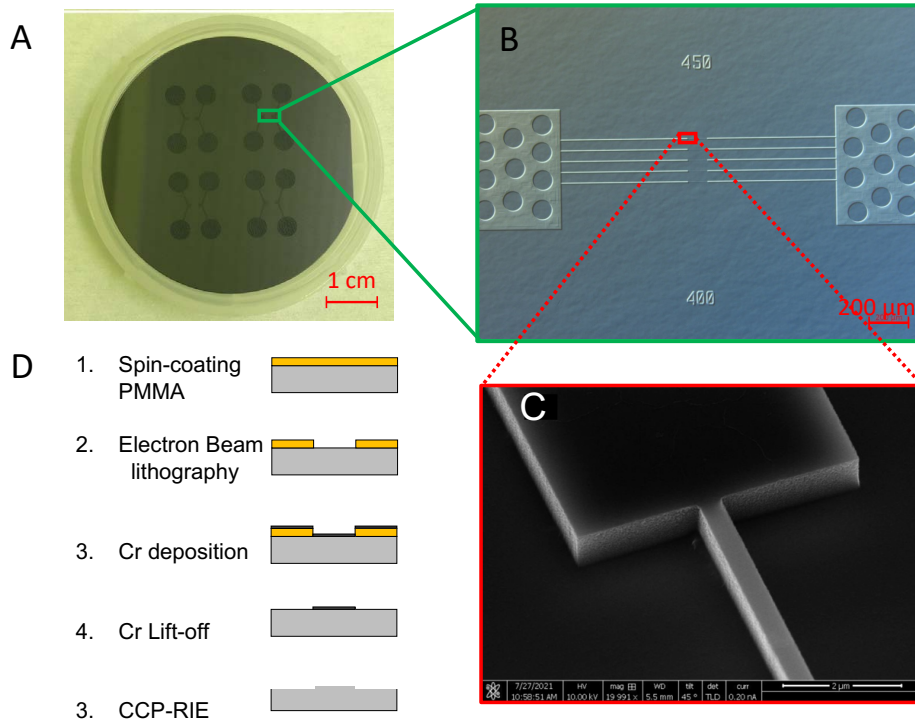 A
1 cm
B
450
400
200 µm
D
1. Spin-coating
PMMA
2. Electron Beam
lithography
3. Cr deposition
4. Cr Lift-off
3. CCP-RIE
C
7/27/2021 HV mag WD tilt det curr
10:58:51 AM 10.00 kV 19 991 x 5.5 mm 45 ° TLD 0.20 nA
2 µm